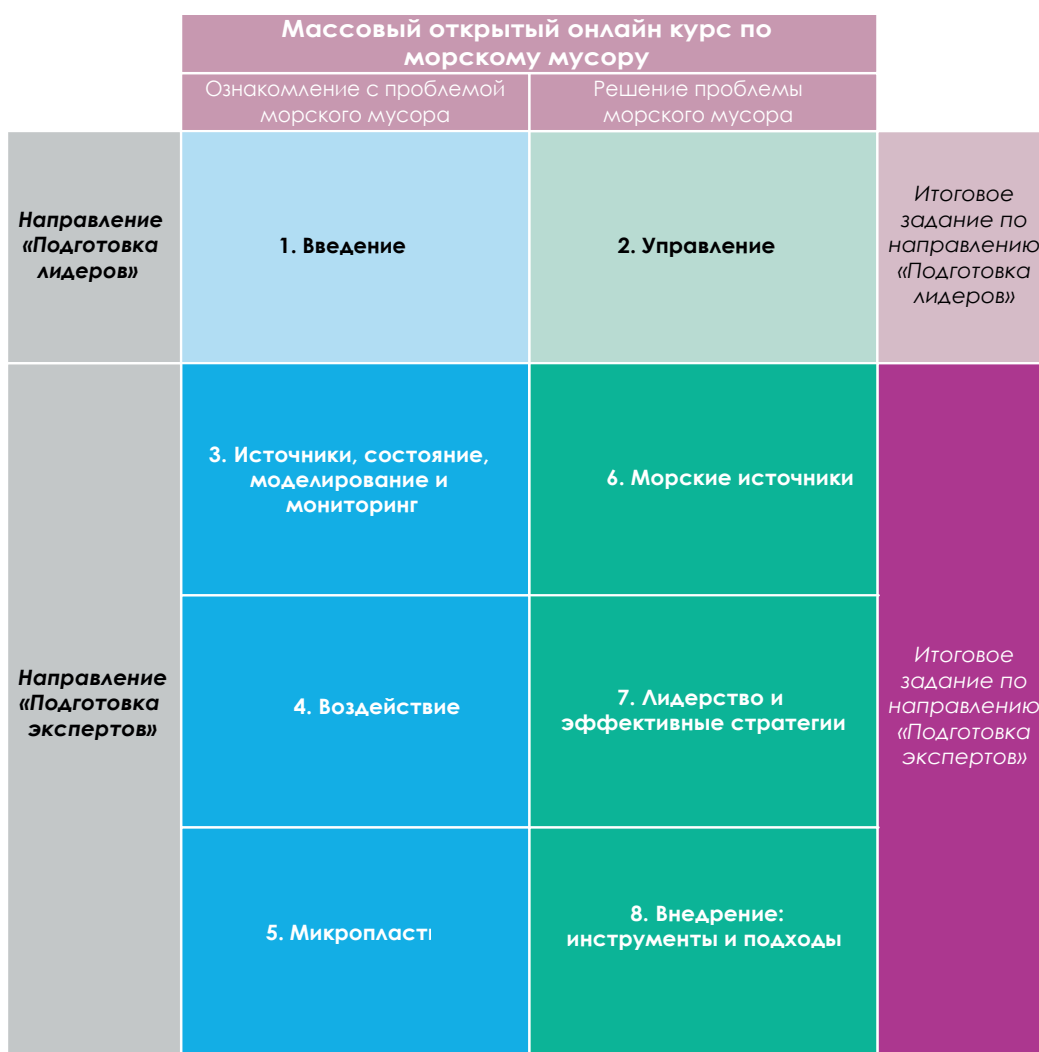 Массовый открытый онлайн курс по
морскому мусору
Ознакомление с проблемой
морского мусора
Решение проблемы
морского мусора
Направление
«Подготовка
лидеров»
1. Введение
2. Управление
Итоговое
задание по
направлению
«Подготовка
лидеров»
3. Источники, состояние,
моделирование и
мониторинг
6. Морские источники
Направление
«Подготовка
экспертов»
4. Воздействие
7. Лидерство и
эффективные стратегии
Итоговое
задание по
направлению
«Подготовка
экспертов»
5. Микропласти
8. Внедрение:
инструменты и подходы